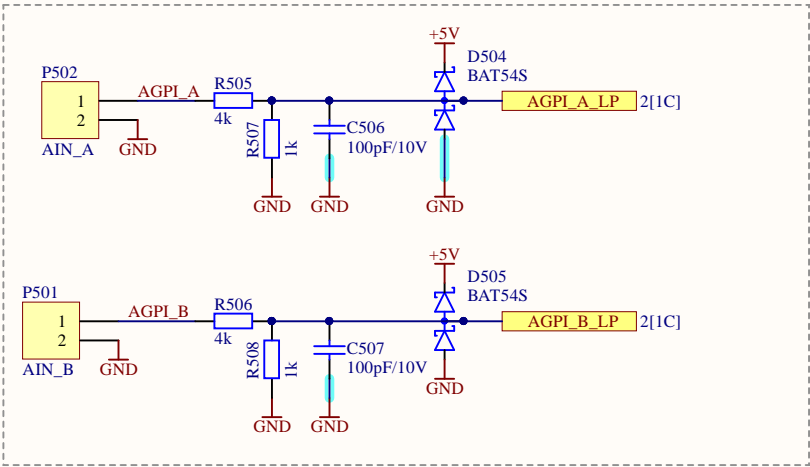 +5V
D504
BAT54S
P502
AGPI_A
R505
1
2
4k
AGPI_A_LP
2[1C]
R507
1k
C506
100pF/10V
AIN_A
GND
GND
GND
GND
+5V
D505
BAT54S
P501
AGPI_B
R506
1
2
4k
AGPI_B_LP
2[1C]
R508
1k
C507
100pF/10V
AIN_B
GND
GND
GND
GND